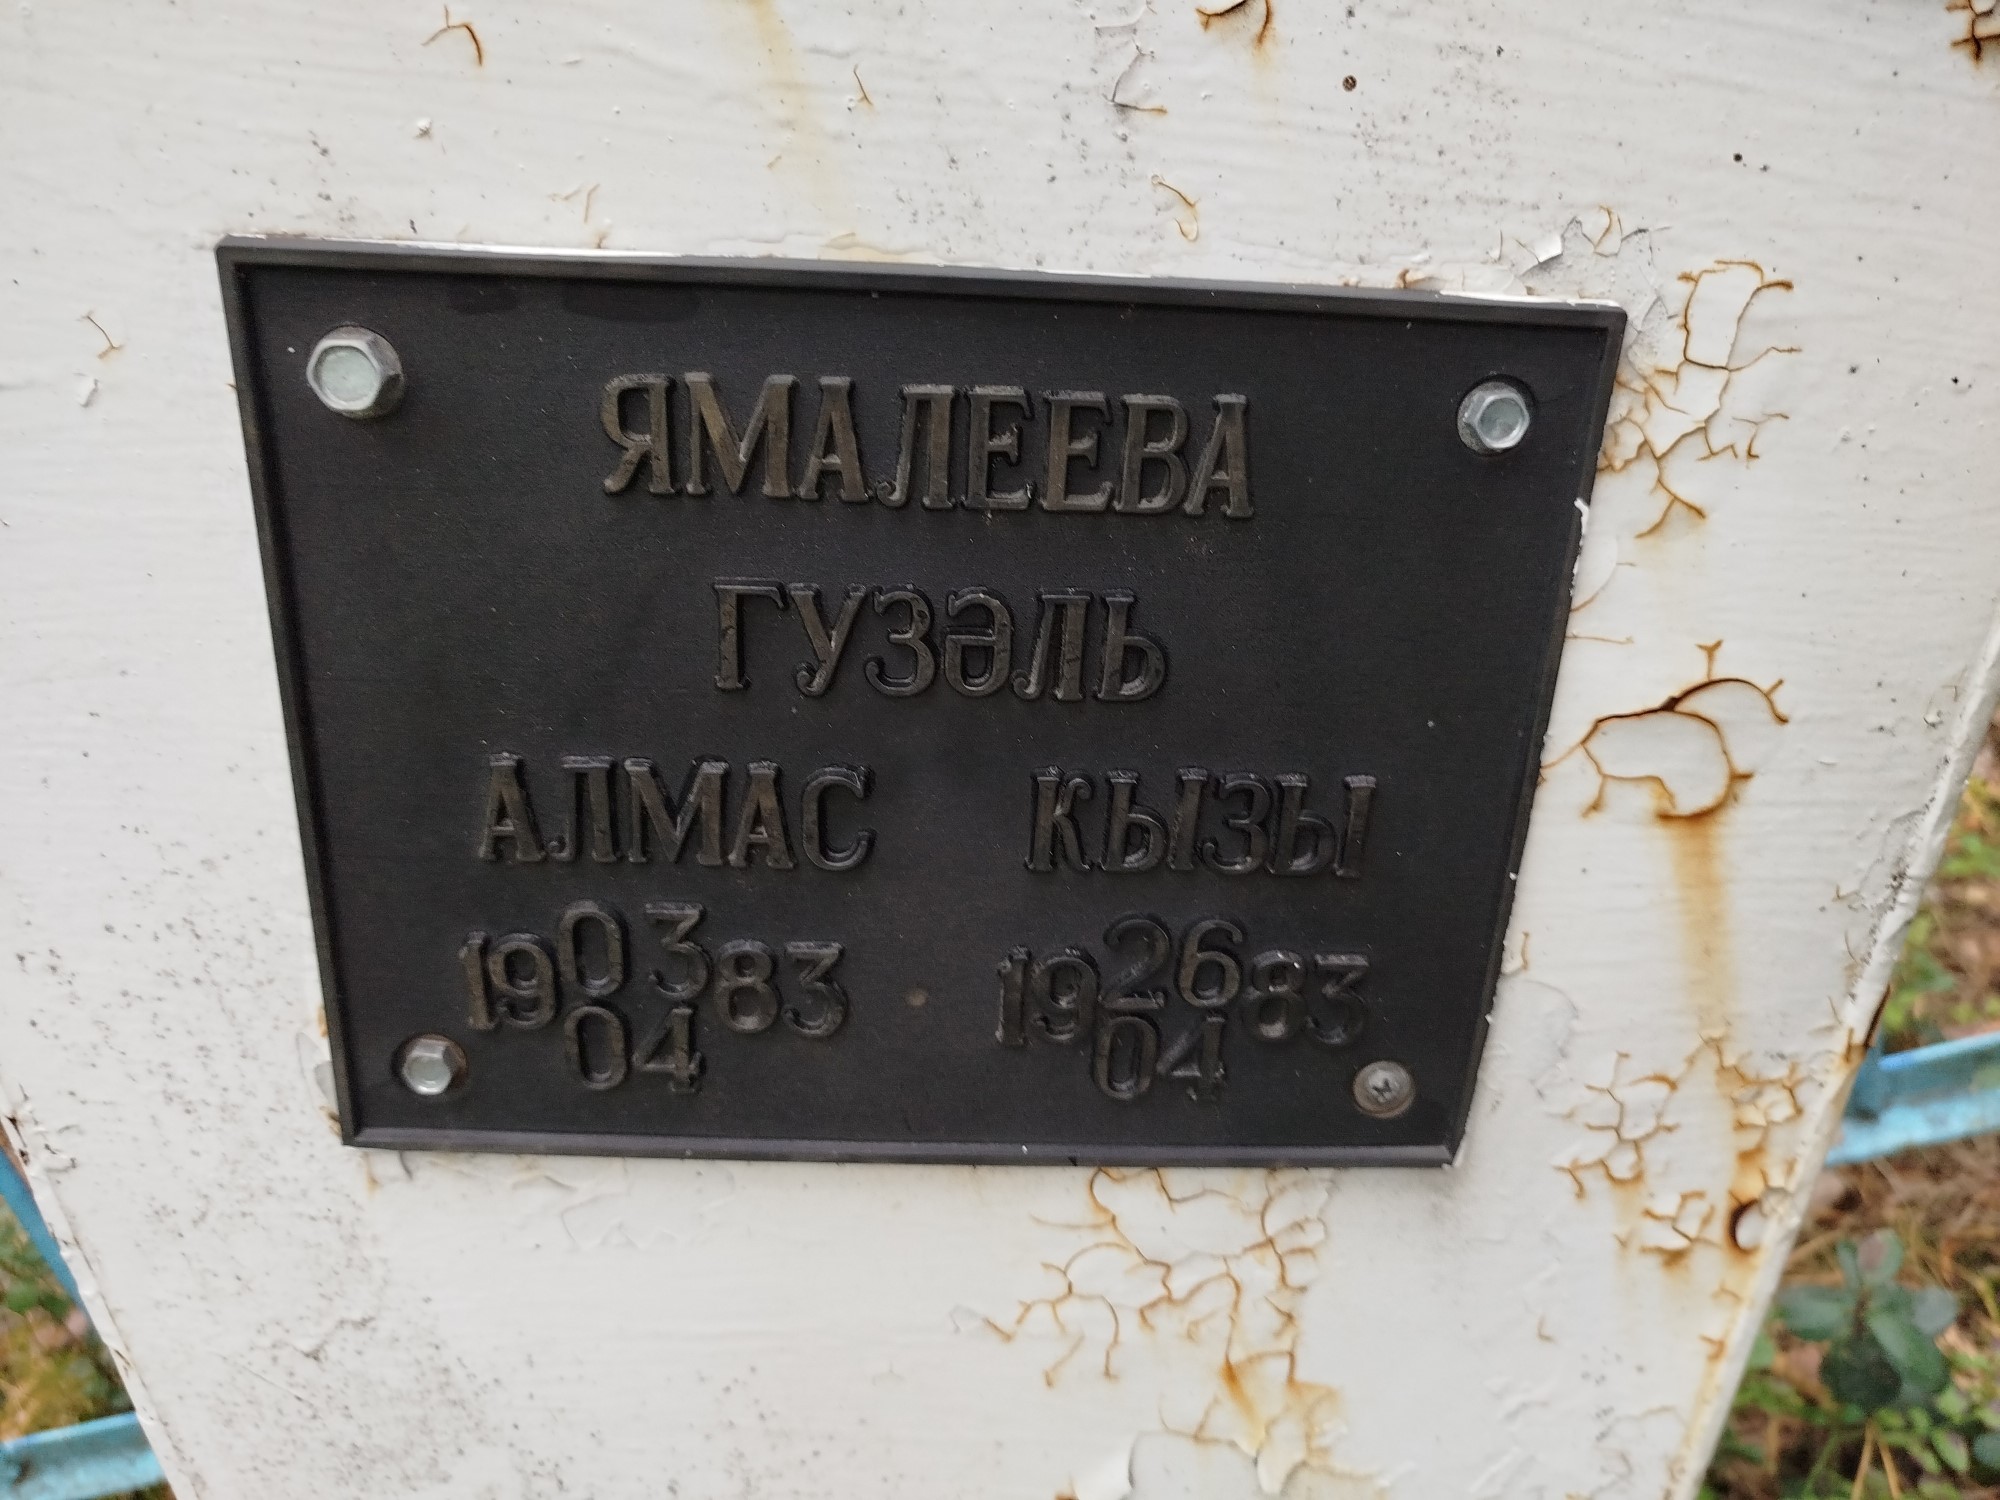 ЯМАЛЕЕВА
ГУЗӘЛЬ
АЛМАС КЫЗЫ
19 03 83 19 26 83
04 04